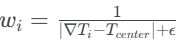 $w_i = \frac{1}{|\nabla T_i - T_{center}| + \epsilon}$